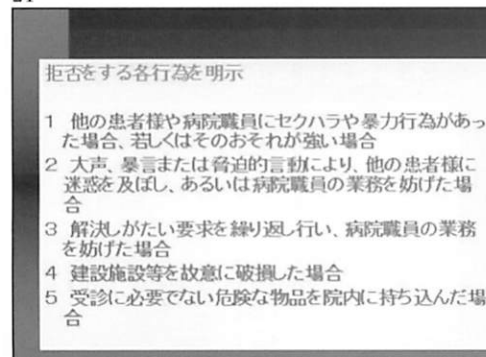 拒否をする各行為を明示
1 他の患者様や病院職員にセクハラや暴力行為があっ
た場合、若しくはそのおそれが強い場合
2 大声、暴言または脅迫的言動により、他の患者様に
迷惑を及ぼし、あるいは病院職員の業務を妨げた場
合
3 解決しがたい要求を繰り返し行い、病院職員の業務
を妨げた場合
4 建設施設等を故意に破損した場合
5 受診に必要でない危険な物品を院内に持ち込んだ場
合